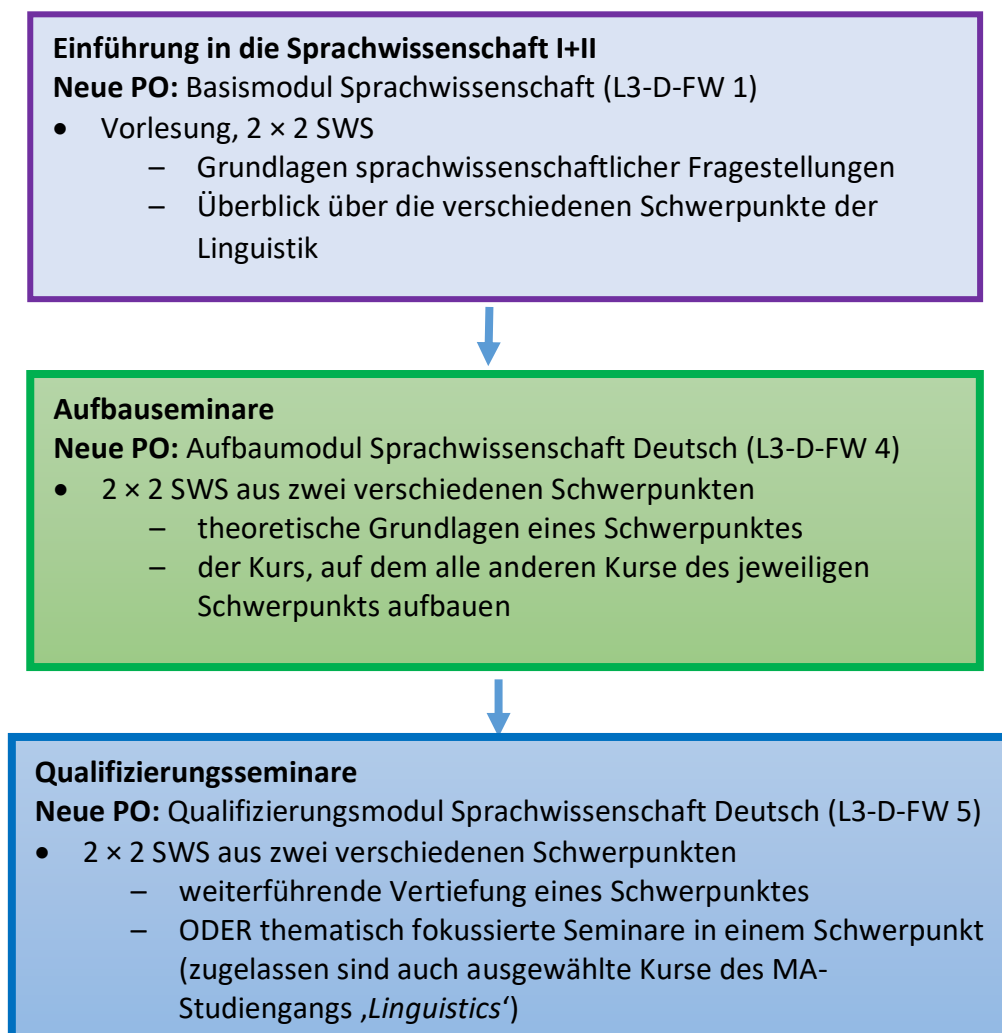 Einführung in die Sprachwissenschaft I+II
Neue PO: Basismodul Sprachwissenschaft (L3-D-FW 1)
• Vorlesung, 2 × 2 SWS
– Grundlagen sprachwissenschaftlicher Fragestellungen
– Überblick über die verschiedenen Schwerpunkte der
Linguistik
Aufbauseminare
Neue PO: Aufbaumodul Sprachwissenschaft Deutsch (L3-D-FW 4)
• 2 × 2 SWS aus zwei verschiedenen Schwerpunkten
– theoretische Grundlagen eines Schwerpunktes
– der Kurs, auf dem alle anderen Kurse des jeweiligen
Schwerpunkts aufbauen
Qualifizierungsseminare
Neue PO: Qualifizierungsmodul Sprachwissenschaft Deutsch (L3-D-FW 5)
• 2 × 2 SWS aus zwei verschiedenen Schwerpunkten
– weiterführende Vertiefung eines Schwerpunktes
– ODER thematisch fokussierte Seminare in einem Schwerpunkt
(zugelassen sind auch ausgewählte Kurse des MA-
Studiengangs ‚Linguistics‘)